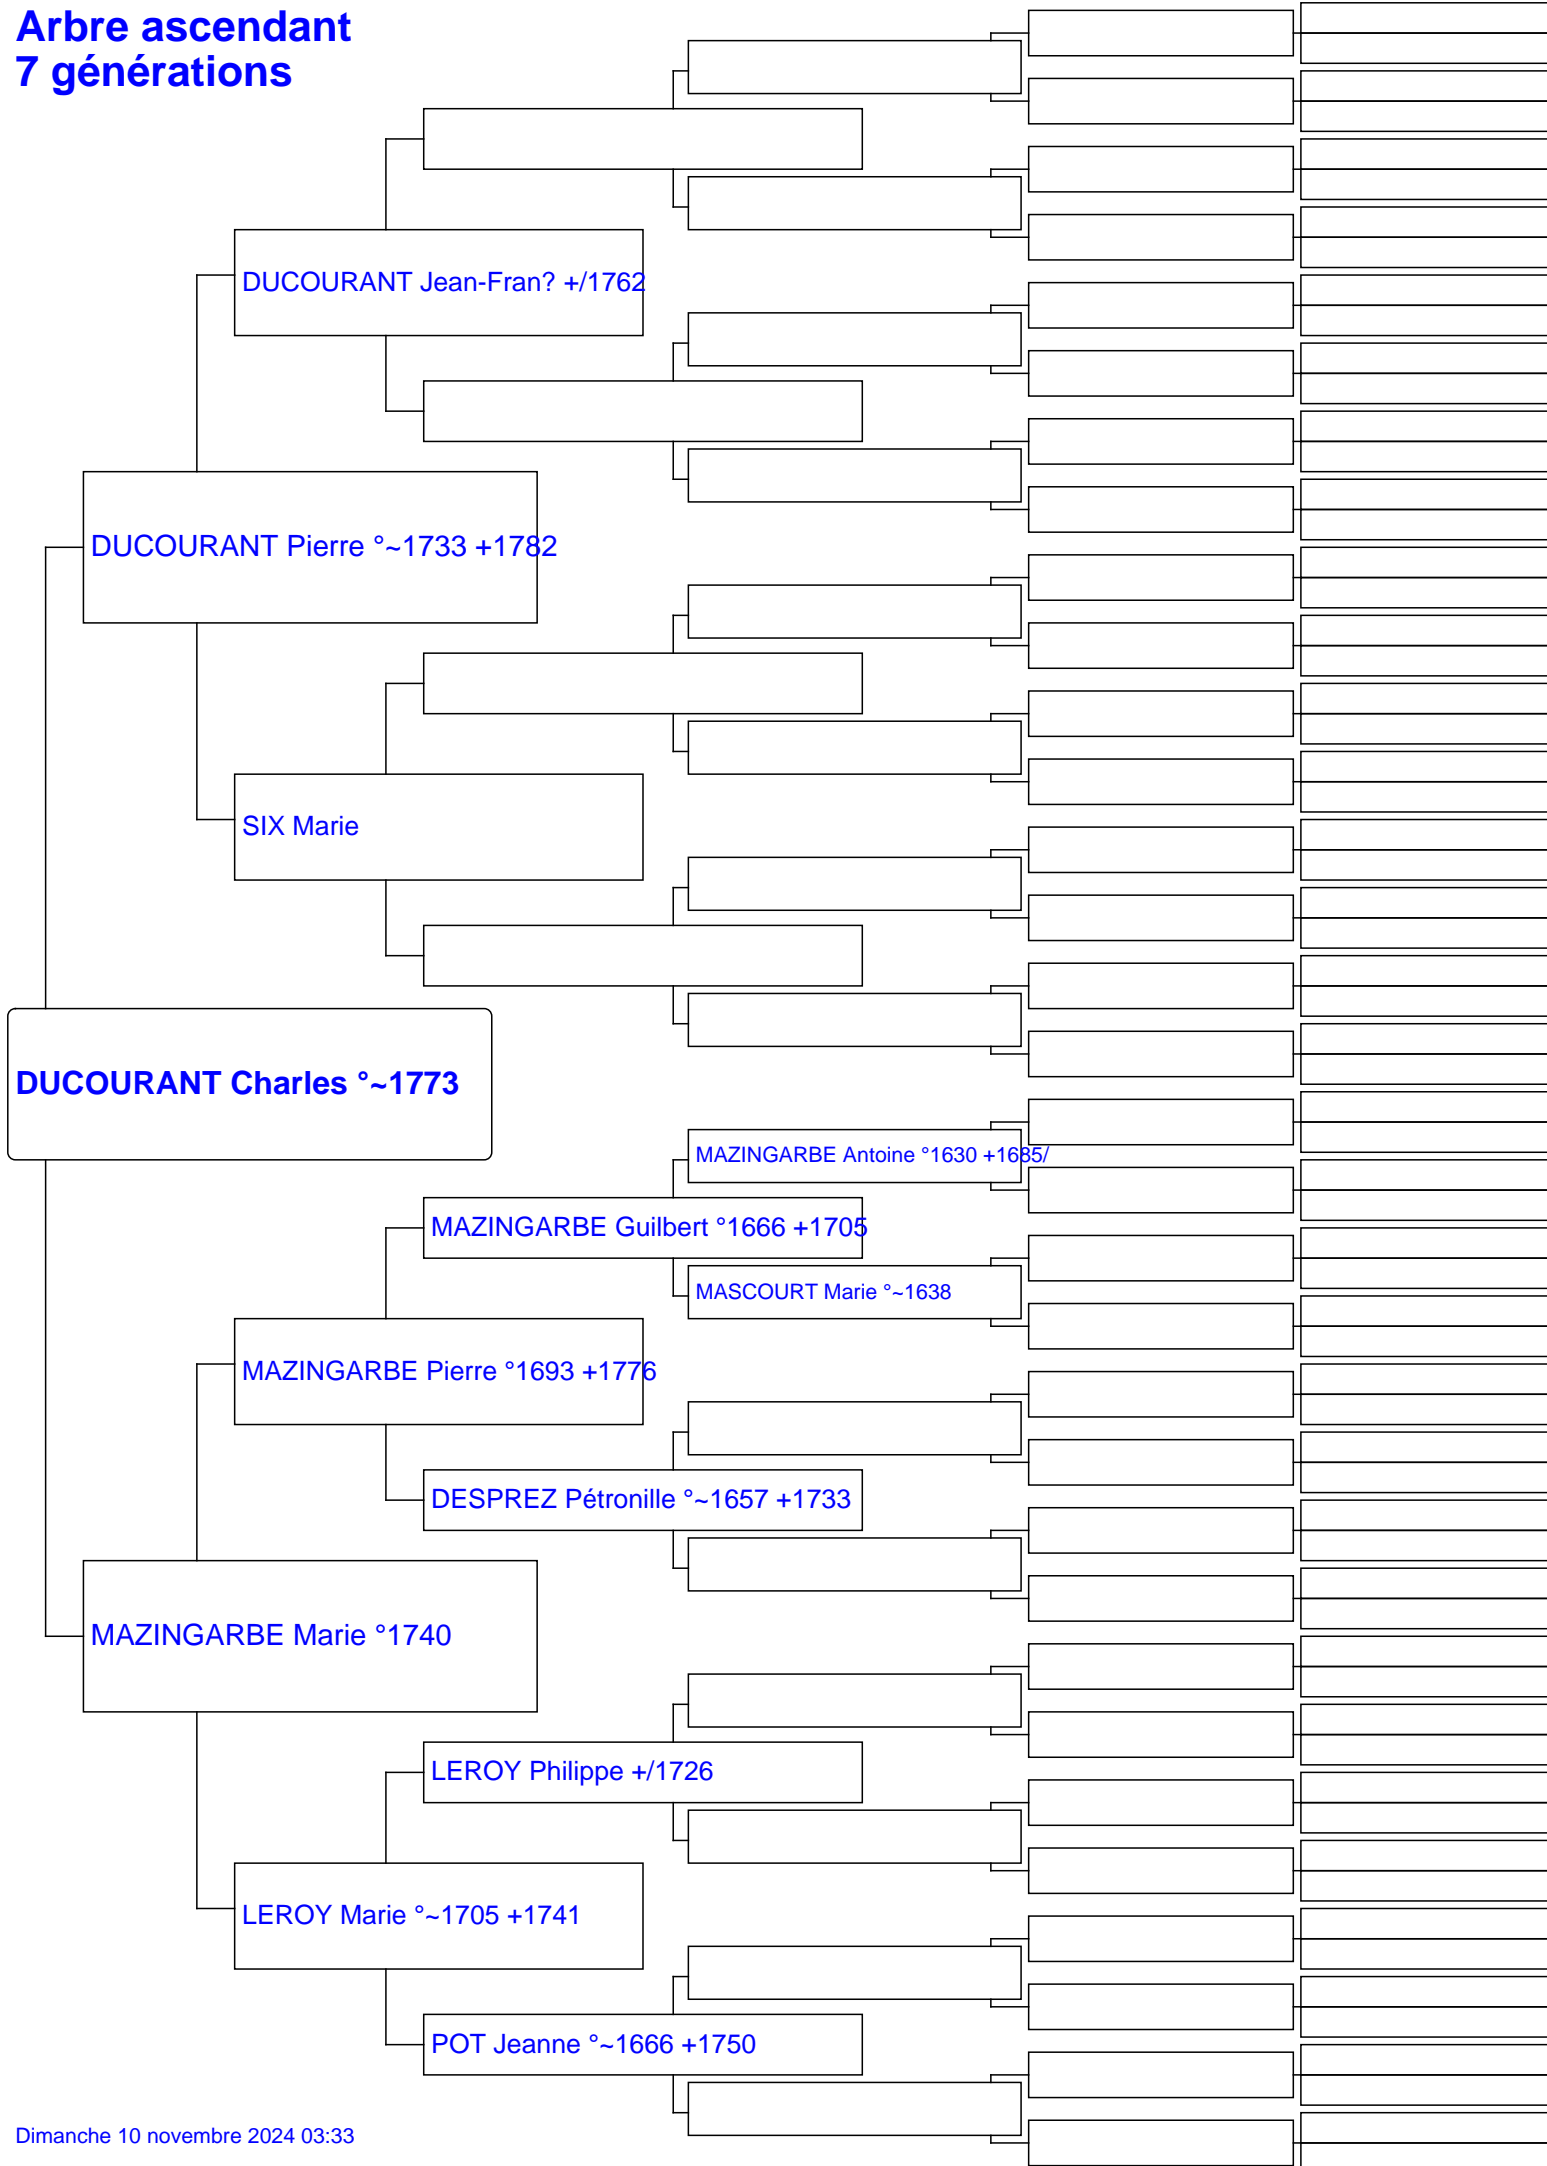 Arbre ascendant
7 générations
DUCOURANT Jean-Fran? +/1762
DUCOURANT Pierre °~1733 +1782
SIX Marie
DUCOURANT Charles °~1773
MAZINGARBE Antoine °1630 +1685/
MAZINGARBE Guilbert °1666 +1705
MASCOURT Marie °~1638
MAZINGARBE Pierre °1693 +1776
DESPREZ Pétronille °~1657 +1733
MAZINGARBE Marie °1740
LEROY Philippe +/1726
LEROY Marie °~1705 +1741
POT Jeanne °~1666 +1750
Dimanche 10 novembre 2024 03:33